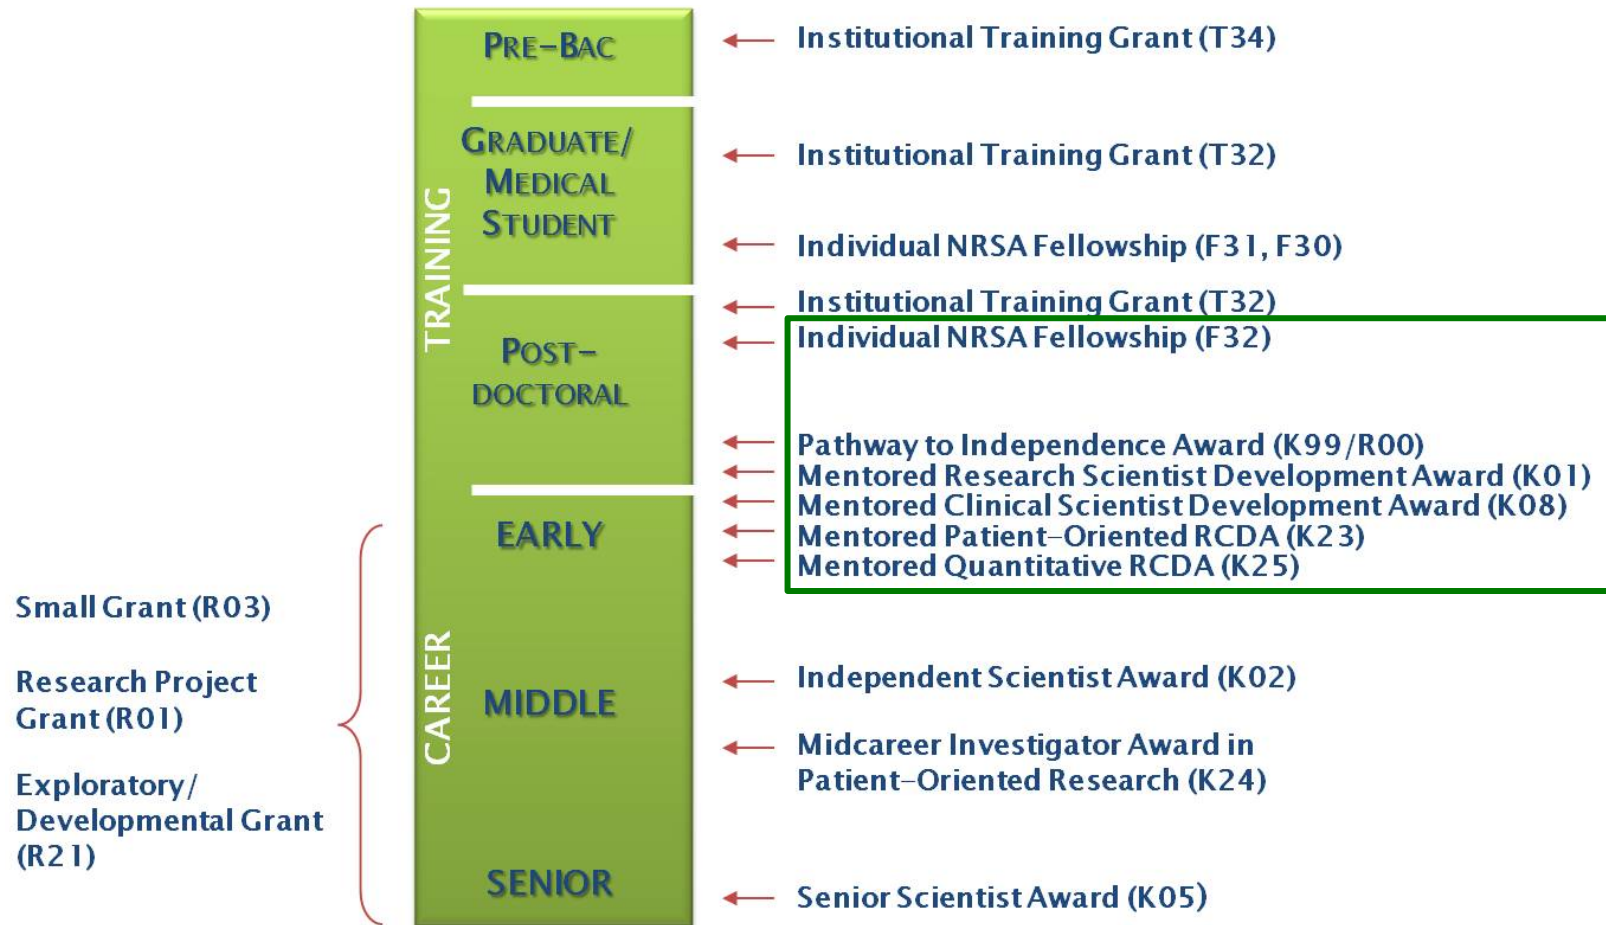 PRE-BAC
Institutional Training Grant (T34)
GRADUATE/
MEDICAL
STUDENT
Institutional Training Grant (T32)
Individual NRSA Fellowship (F31, F30)
TRAINING
POST-
DOCTORAL
Institutional Training Grant (T32)
Individual NRSA Fellowship (F32)
Pathway to Independence Award (K99/R00)
Mentored Research Scientist Development Award (K01)
Mentored Clinical Scientist Development Award (K08)
Mentored Patient-Oriented RCDA (K23)
Mentored Quantitative RCDA (K25)
EARLY
CAREER
MIDDLE
Independent Scientist Award (K02)
Midcareer Investigator Award in
Patient-Oriented Research (K24)
SENIOR
Senior Scientist Award (K05)
Small Grant (R03)
Research Project
Grant (R01)
Exploratory/
Developmental Grant
(R21)